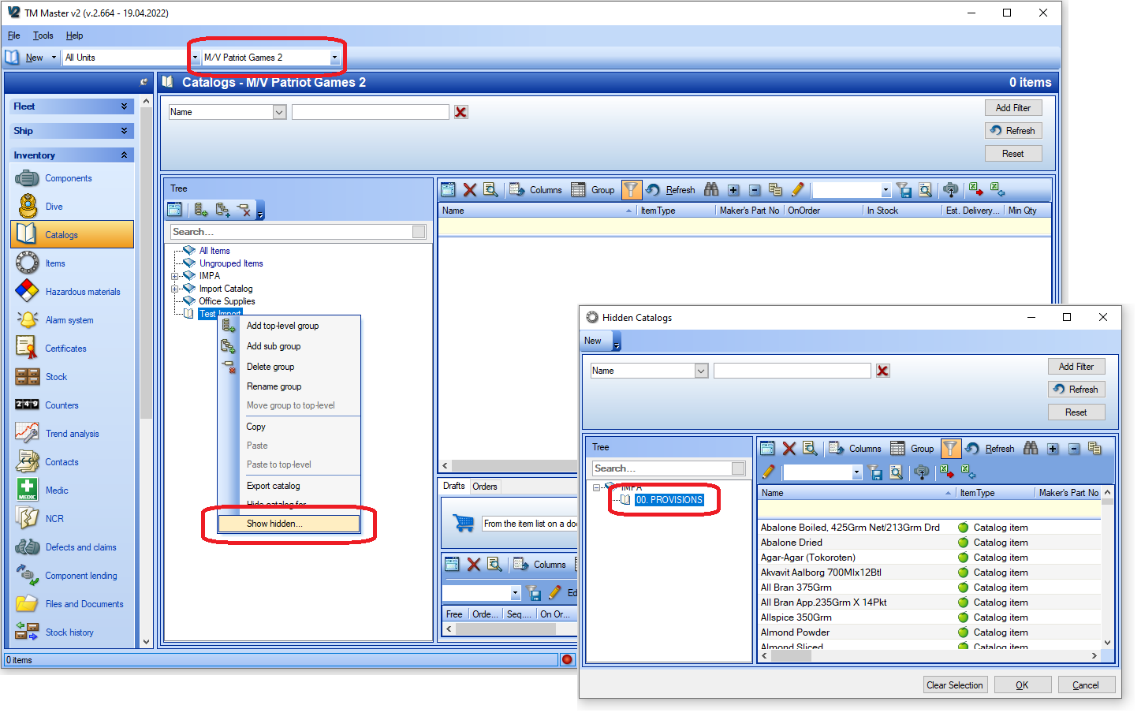 TM Master v2 (v.2.664 - 19.04.2022)
File Tools Help
New All Units M/V Patriot Games 2
Catalogs - M/V Patriot Games 2 0 items
Fleet
Ship
Inventory
Components
Dive
Catalogs
Items
Hazardous materials
Alarm system
Certificates
Stock
Counters
Trend analysis
Contacts
Medic
NCR
Defects and claims
Component lending
Files and Documents
Stock history
0 items
Name
Add Filter
Refresh
Reset
Tree
Search...
All Items
Ungrouped Items
IMPA
Import Catalog
Office Supplies
Test Import
Add top-level group
Add sub group
Delete group
Rename group
Move group to top-level
Copy
Paste
Paste to top-level
Export catalog
Hide catalog for
Show hidden...
Columns Group Refresh
Name ItemType Maker's Part No OnOrder In Stock Est. Delivery... Min Qty
Drafts Orders
From the item list on a do
Columns
Ed
Free Orde... Seq.... On Or...
Hidden Catalogs
New
Name
Add Filter
Refresh
Reset
Tree
Search...
IMPA
00. PROVISIONS
Columns Group Refresh
Name ItemType Maker's Part No
Abalone Boiled, 425Grm Net/213Grm Drd Catalog item
Abalone Dried Catalog item
Agar-Agar (Tokoroten) Catalog item
Akvavit Aalborg 700Mlx12Btl Catalog item
All Bran 375Grm Catalog item
All Bran App.235Grm X 14Pkt Catalog item
Allspice 350Grm Catalog item
Almond Powder Catalog item
Almond Sliced Catalog item
Clear Selection OK Cancel